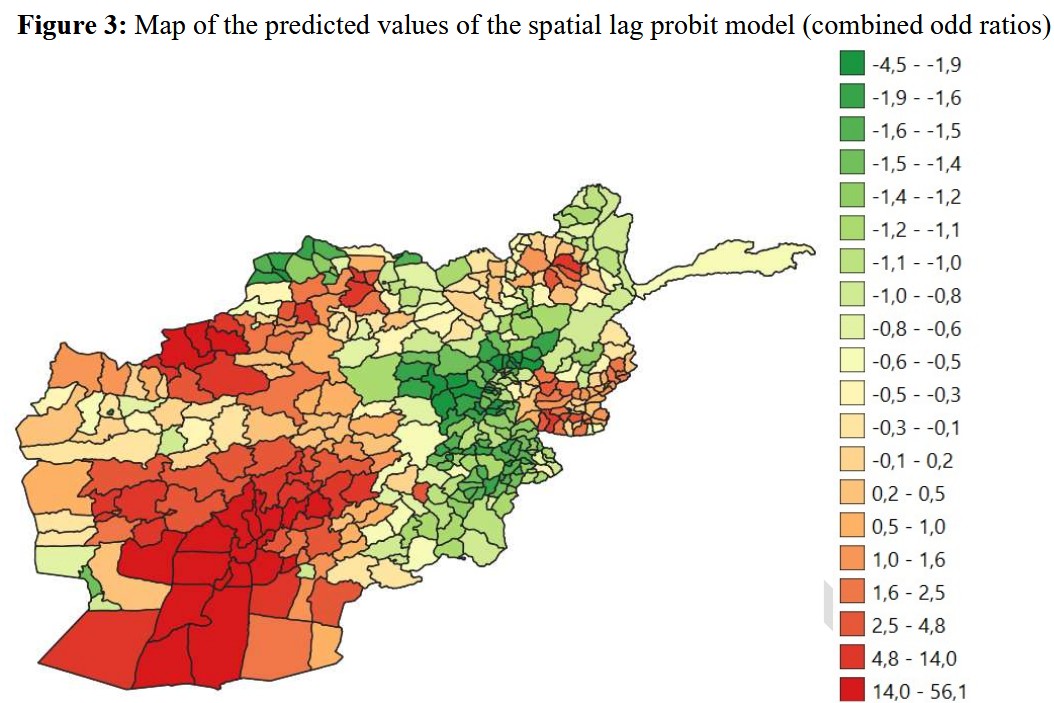 Figure 3: Map of the predicted values of the spatial lag probit model (combined odd ratios)
-4,5 - -1,9
-1,9 - -1,6
-1,6 - -1,5
-1,5 - -1,4
-1,4 - -1,2
-1,2 - -1,1
-1,1 - -1,0
-1,0 - -0,8
-0,8 - -0,6
-0,6 - -0,5
-0,5 - -0,3
-0,3 - -0,1
-0,1 - 0,2
0,2 - 0,5
0,5 - 1,0
1,0 - 1,6
1,6 - 2,5
2,5 - 4,8
4,8 - 14,0
14,0 - 56,1